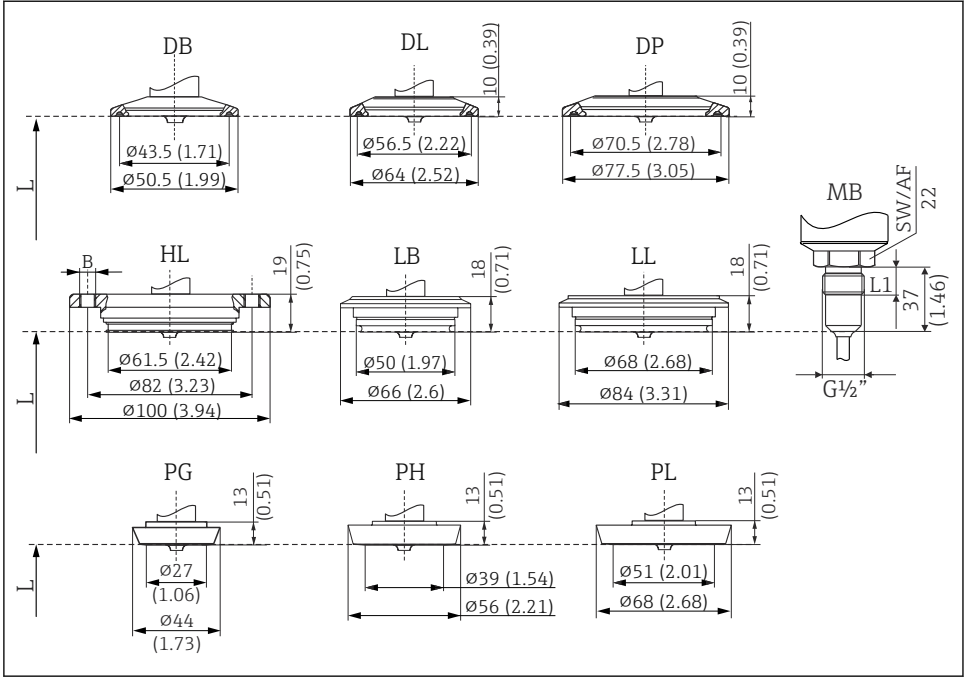 DB
DL
DP
10 (0.39)
10 (0.39)
Ø43.5 (1.71)
Ø50.5 (1.99)
Ø56.5 (2.22)
Ø64 (2.52)
Ø70.5 (2.78)
Ø77.5 (3.05)
L
MB
SW/AF
22
L1
37
(1.46)
G½”
HL
LB
LL
B
19
(0.75)
18
(0.71)
18
(0.71)
Ø61.5 (2.42)
Ø82 (3.23)
Ø100 (3.94)
Ø50 (1.97)
Ø66 (2.6)
Ø68 (2.68)
Ø84 (3.31)
L
PG
PH
PL
13
(0.51)
13
(0.51)
13
(0.51)
Ø27
(1.06)
Ø44
(1.73)
Ø39 (1.54)
Ø56 (2.21)
Ø51 (2.01)
Ø68 (2.68)
L